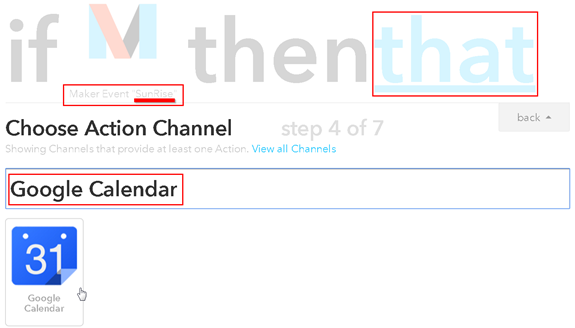 if M then that
Maker Event "SunRise"
back
Choose Action Channel step 4 of 7
Showing Channels that provide at least one Action. View all Channels
Google Calendar
31
Google
Calendar